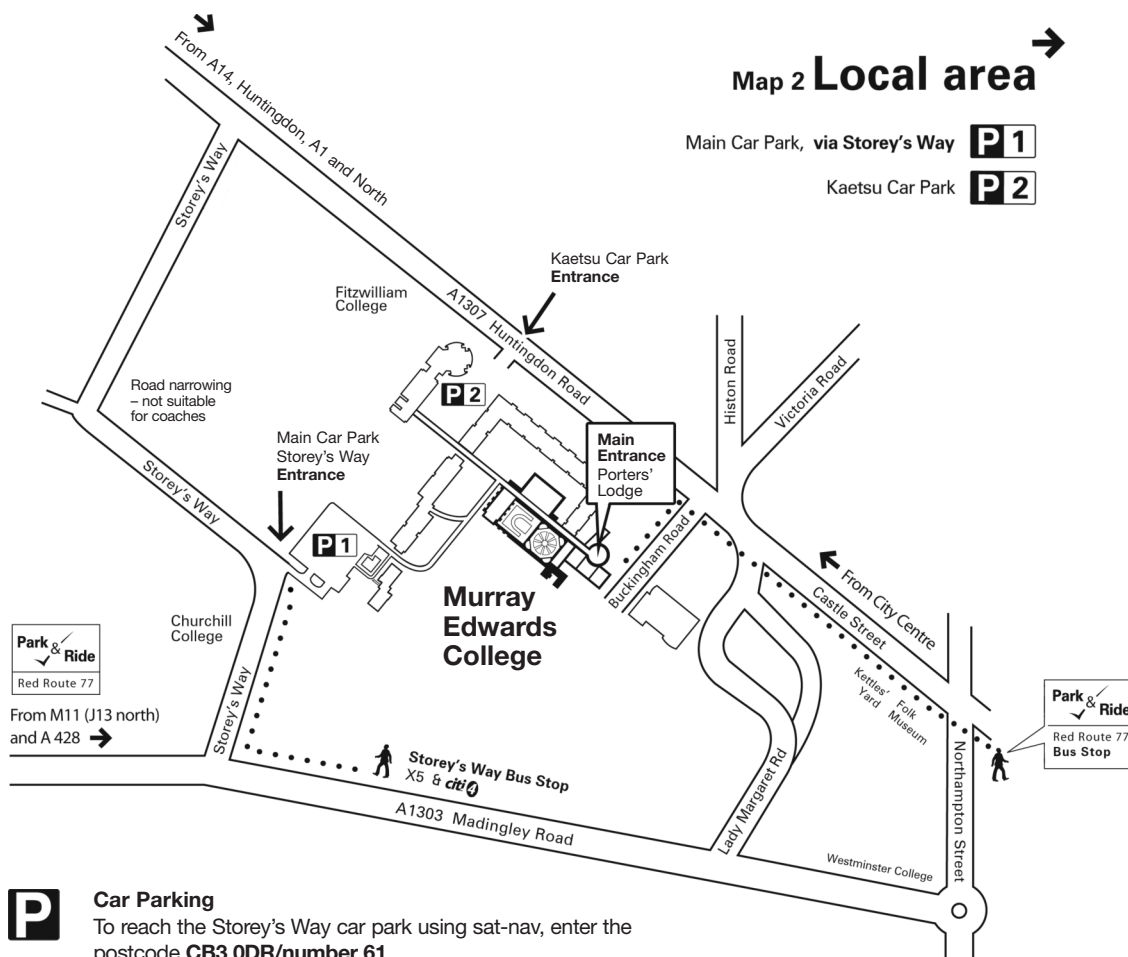 Map 2 Local area
Main Car Park, via Storey's Way P 1
Kaetsu Car Park P 2
From A14, Huntingdon, A1 and North
Storey's Way
Kaetsu Car Park
Entrance
Fitzwilliam
College
A1307 Huntingdon Road
Histon Road
Victoria Road
P 2
Road narrowing
– not suitable
for coaches
Main Car Park
Storey's Way
Entrance
Main
Entrance
Porters'
Lodge
Storey's Way
P 1
Buckingham Road
Murray
Edwards
College
From City Centre
Castle Street
Kettles'
Yard
Folk
Museum
Churchill
College
Park & Ride
Red Route 77
From M11 (J13 north)
and A 428
Storey's Way
Storey's Way Bus Stop
X5 & citi 4
A1303 Madingley Road
Lady Margaret Rd
Westminster College
Northampton Street
Park & Ride
Red Route 77
Bus Stop
P
Car Parking
To reach the Storey's Way car park using sat-nav, enter the
postcode CB3 0DR/number 61